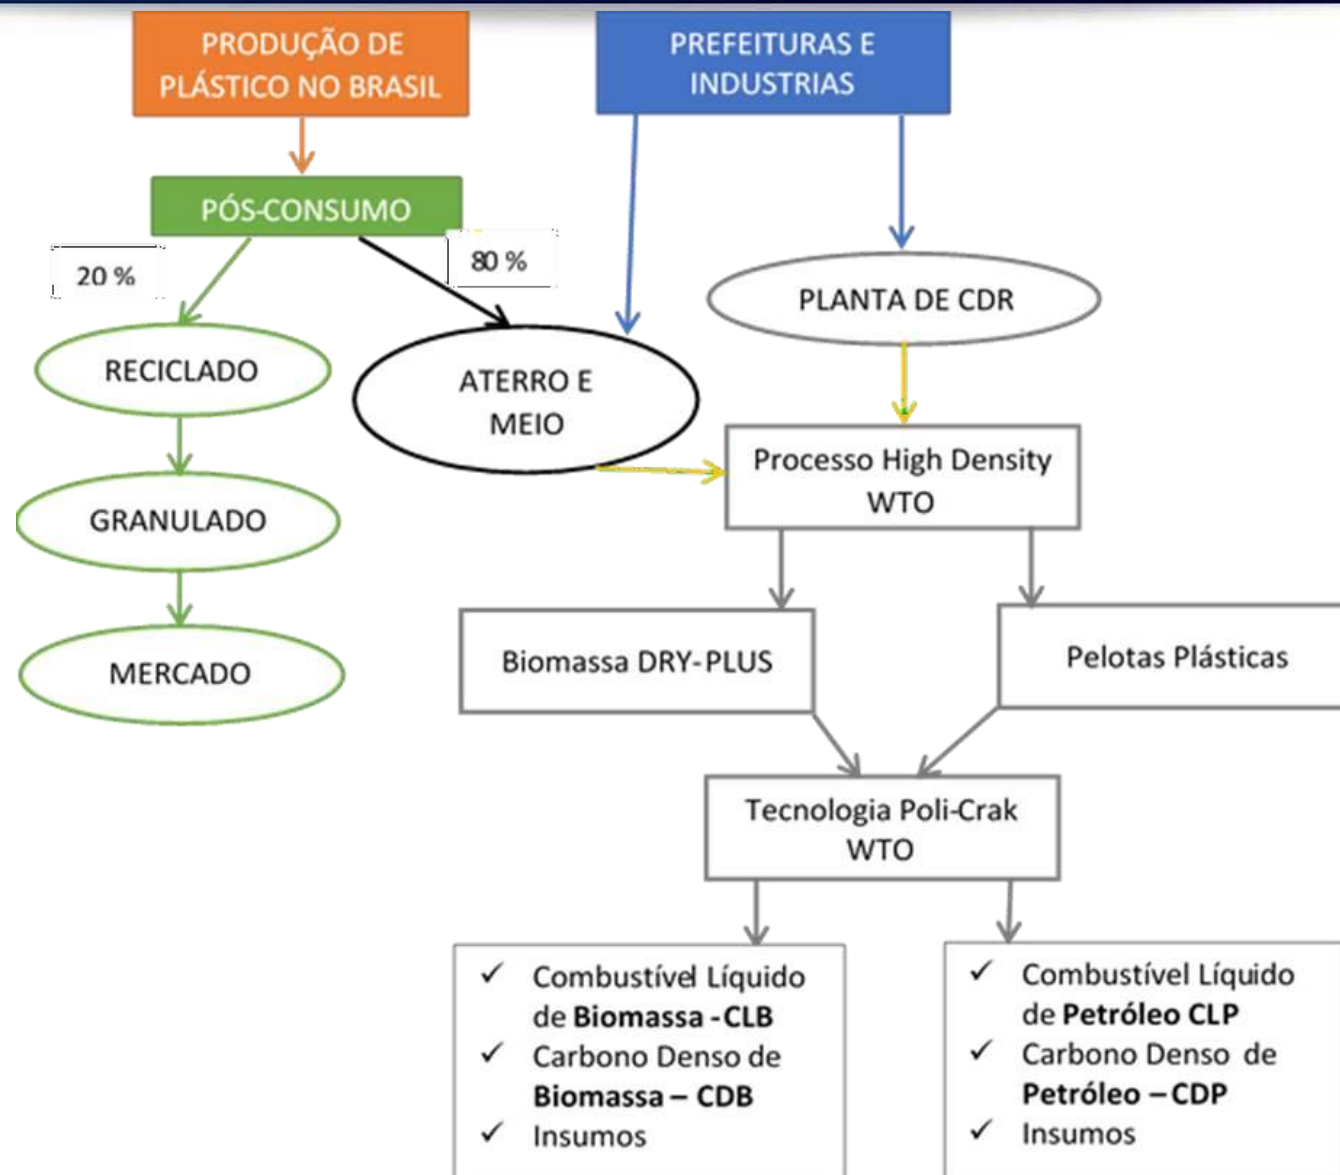 PRODUÇÃO DE
PLÁSTICO NO BRASIL
PREFEITURAS E
INDUSTRIAS
PÓS-CONSUMO
20 %
80 %
PLANTA DE CDR
RECICLADO
ATERRO E
MEIO
Processo High Density
WTO
GRANULADO
MERCADO
Biomassa DRY-PLUS
Pelotas Plásticas
Tecnologia Poli-Crak
WTO
✓ Combustível Líquido
de Biomassa -CLB
✓ Carbono Denso de
Biomassa – CDB
✓ Insumos
✓ Combustível Líquido
de Petróleo CLP
✓ Carbono Denso de
Petróleo – CDP
✓ Insumos